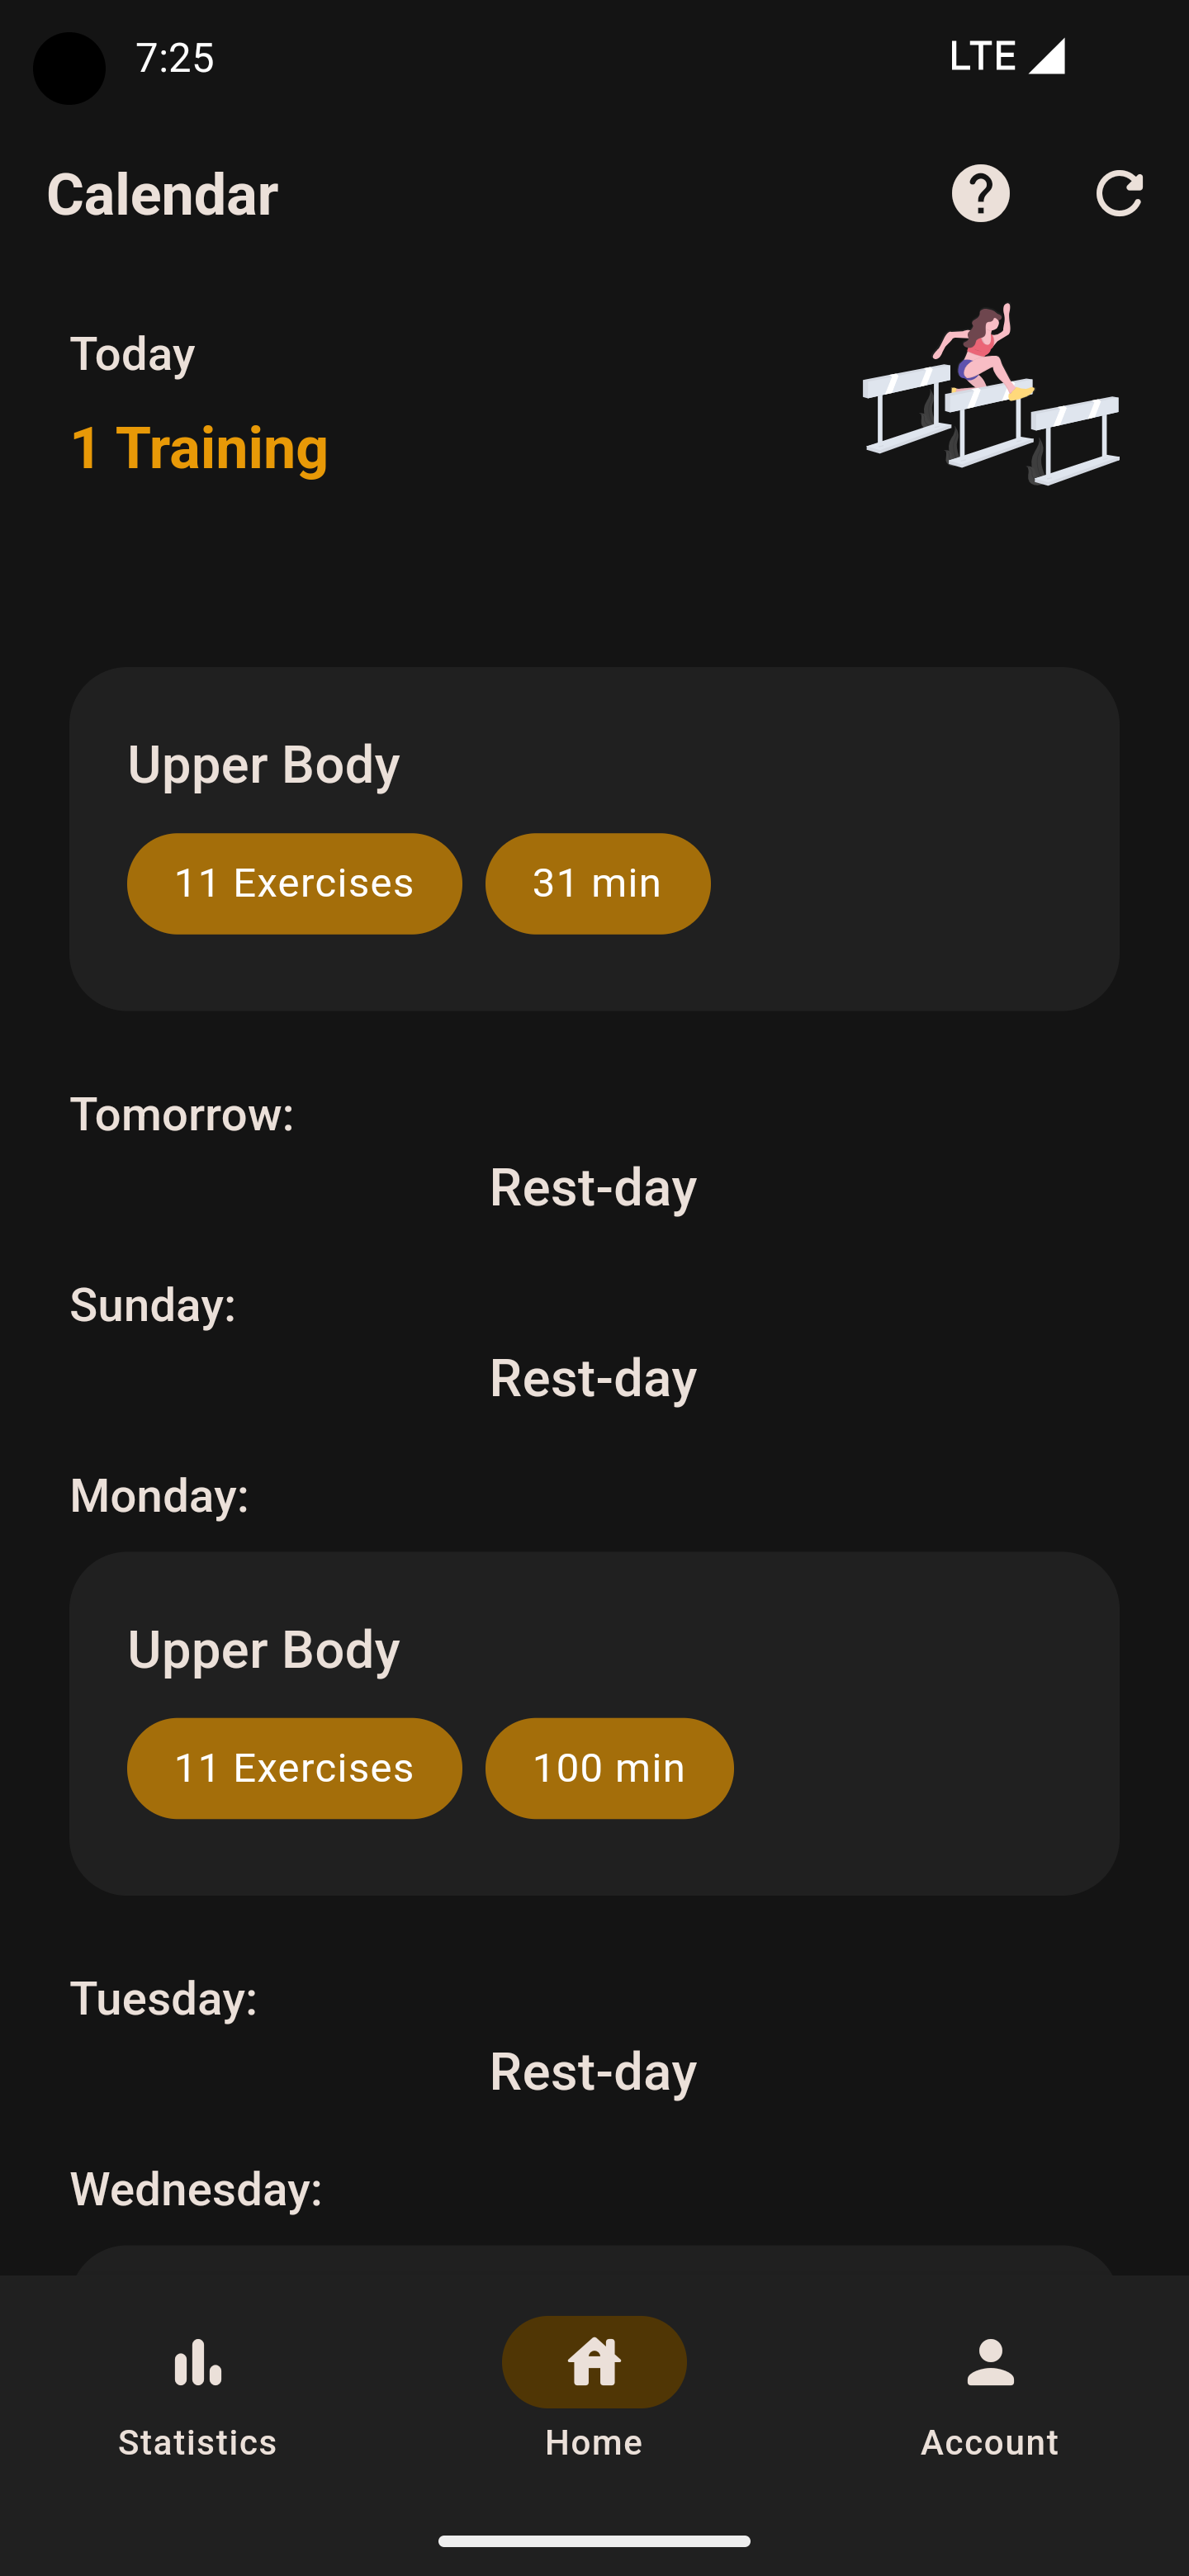 7:25
LTE
Calendar
Today
1 Training
Upper Body
11 Exercises
31 min
Tomorrow:
Rest-day
Sunday:
Rest-day
Monday:
Upper Body
11 Exercises
100 min
Tuesday:
Rest-day
Wednesday:
Statistics
Home
Account